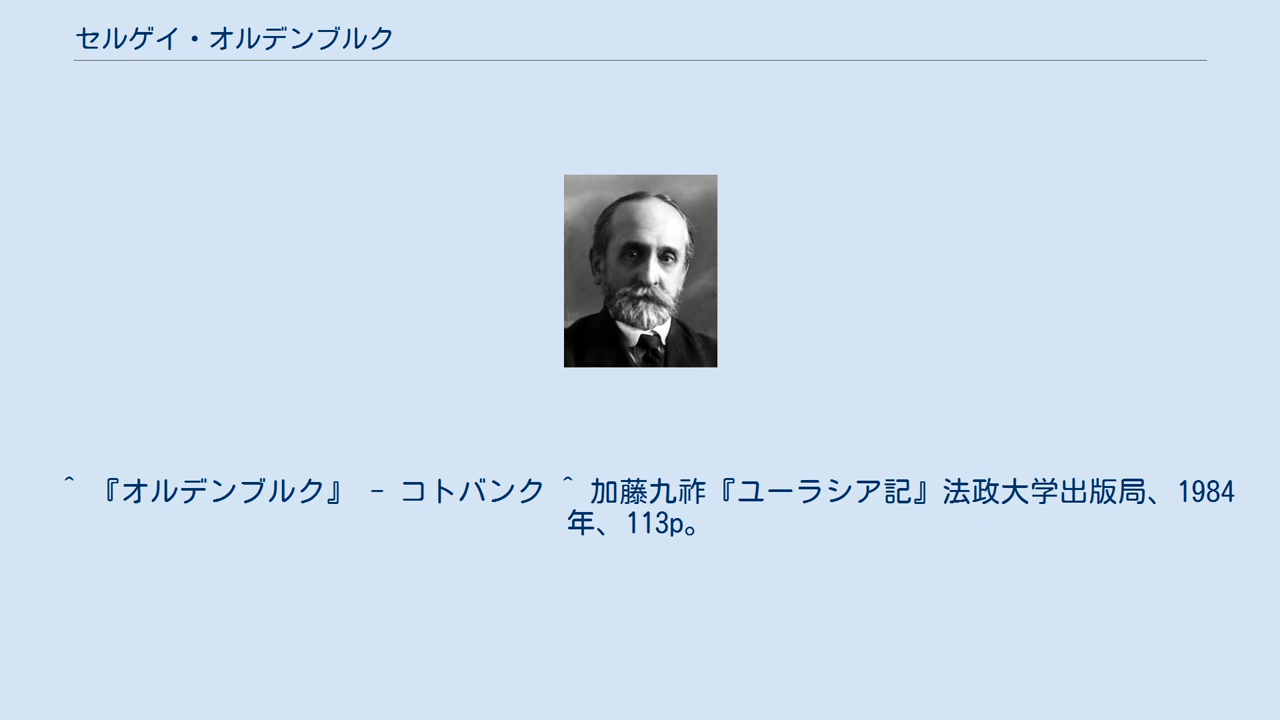 セルゲイ・オルデンブルク
^ 『オルデンブルク』 - コトバンク ^ 加藤九祚『ユーラシア記』法政大学出版局、1984
年、113p。